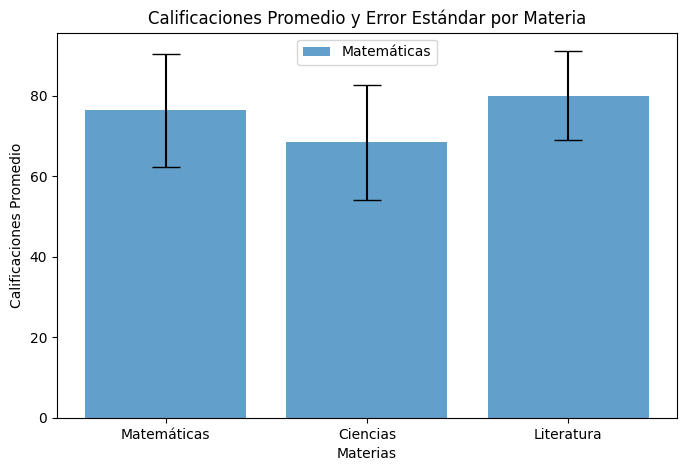 Calificaciones Promedio y Error Estándar por Materia
Matemáticas
Calificaciones Promedio
80
60
40
20
0
Matemáticas Ciencias Literatura
Materias